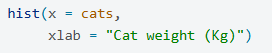 hist(x = cats,
     xlab = "Cat weight (Kg)")